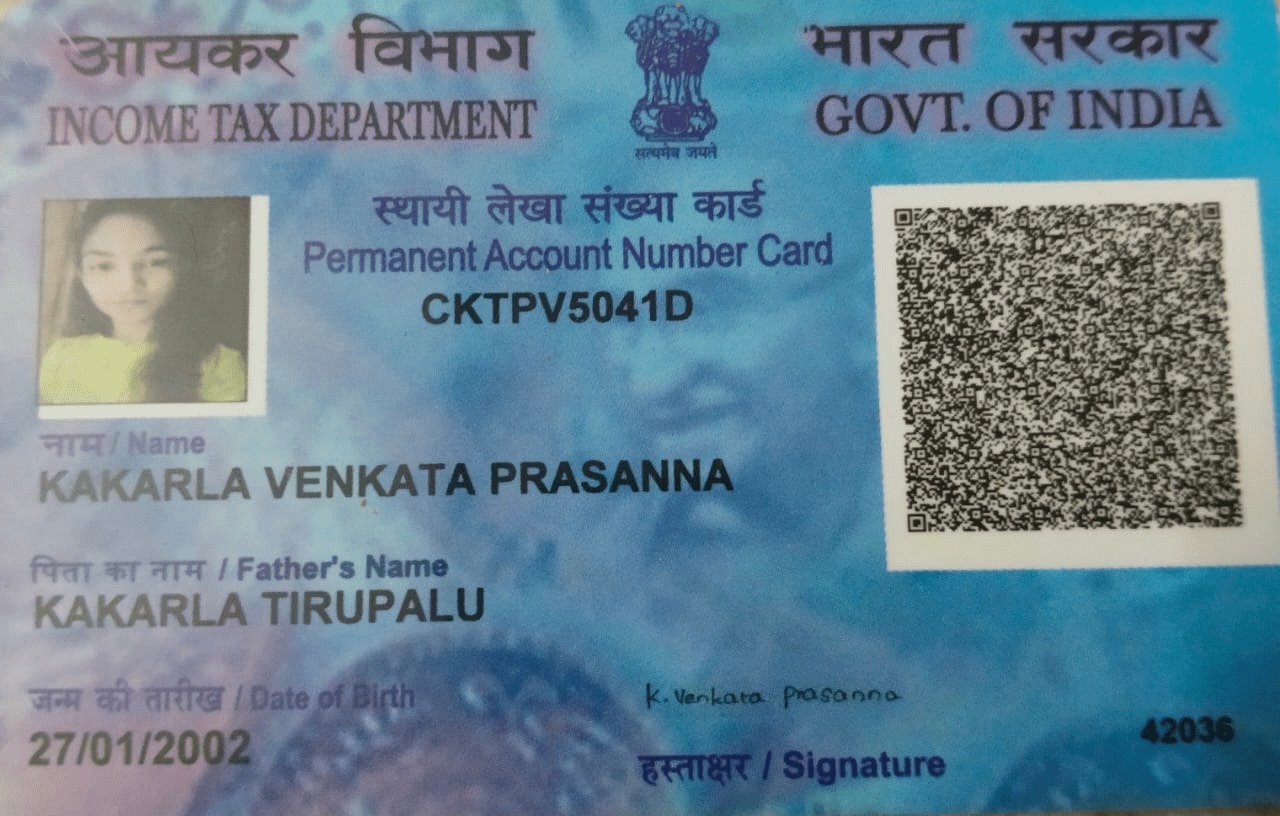 आयकर विभाग
INCOME TAX DEPARTMENT
सत्यमेव जयते
भारत सरकार
GOVT. OF INDIA
स्थायी लेखा संख्या कार्ड
Permanent Account Number Card
CKTPV5041D
नाम / Name
KAKARLA VENKATA PRASANNA
पिता का नाम / Father's Name
KAKARLA TIRUPALU
जन्म की तारीख / Date of Birth
27/01/2002
K. Venkata Prasanna
हस्ताक्षर / Signature
42036